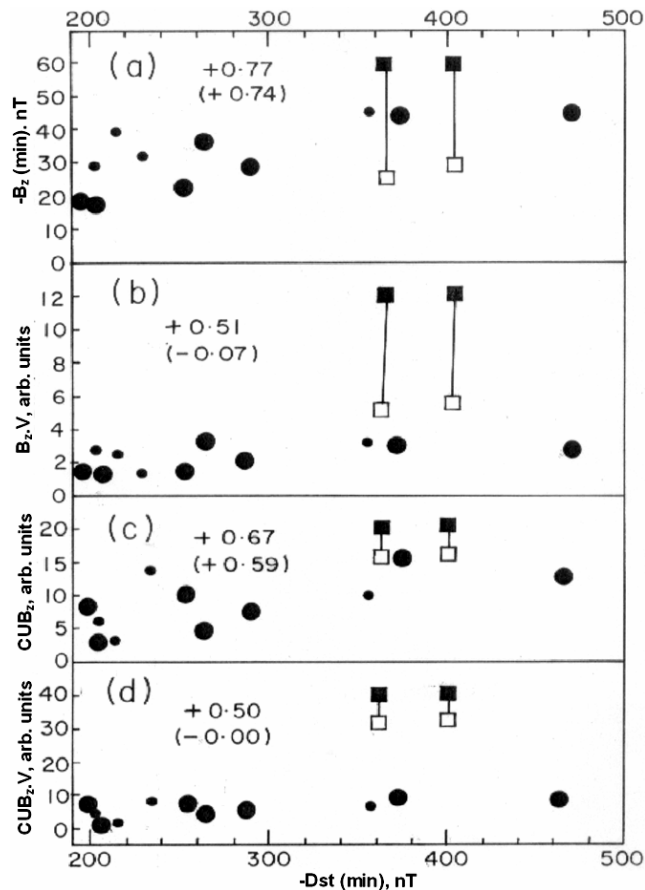 200 300 400 500
(a)
+0·77
(+0·74)
60
50
40
30
20
10
0
-Bz (min). nT
(b)
+0·51
(−0·07)
12
10
8
6
4
2
0
Bz.V, arb. units
(c)
+0·67
(+0·59)
20
15
10
5
0
CUBz, arb. units
(d)
+0·50
(−0·00)
40
30
20
10
0
CUBz.V, arb. units
200 300 400 500
-Dst (min), nT